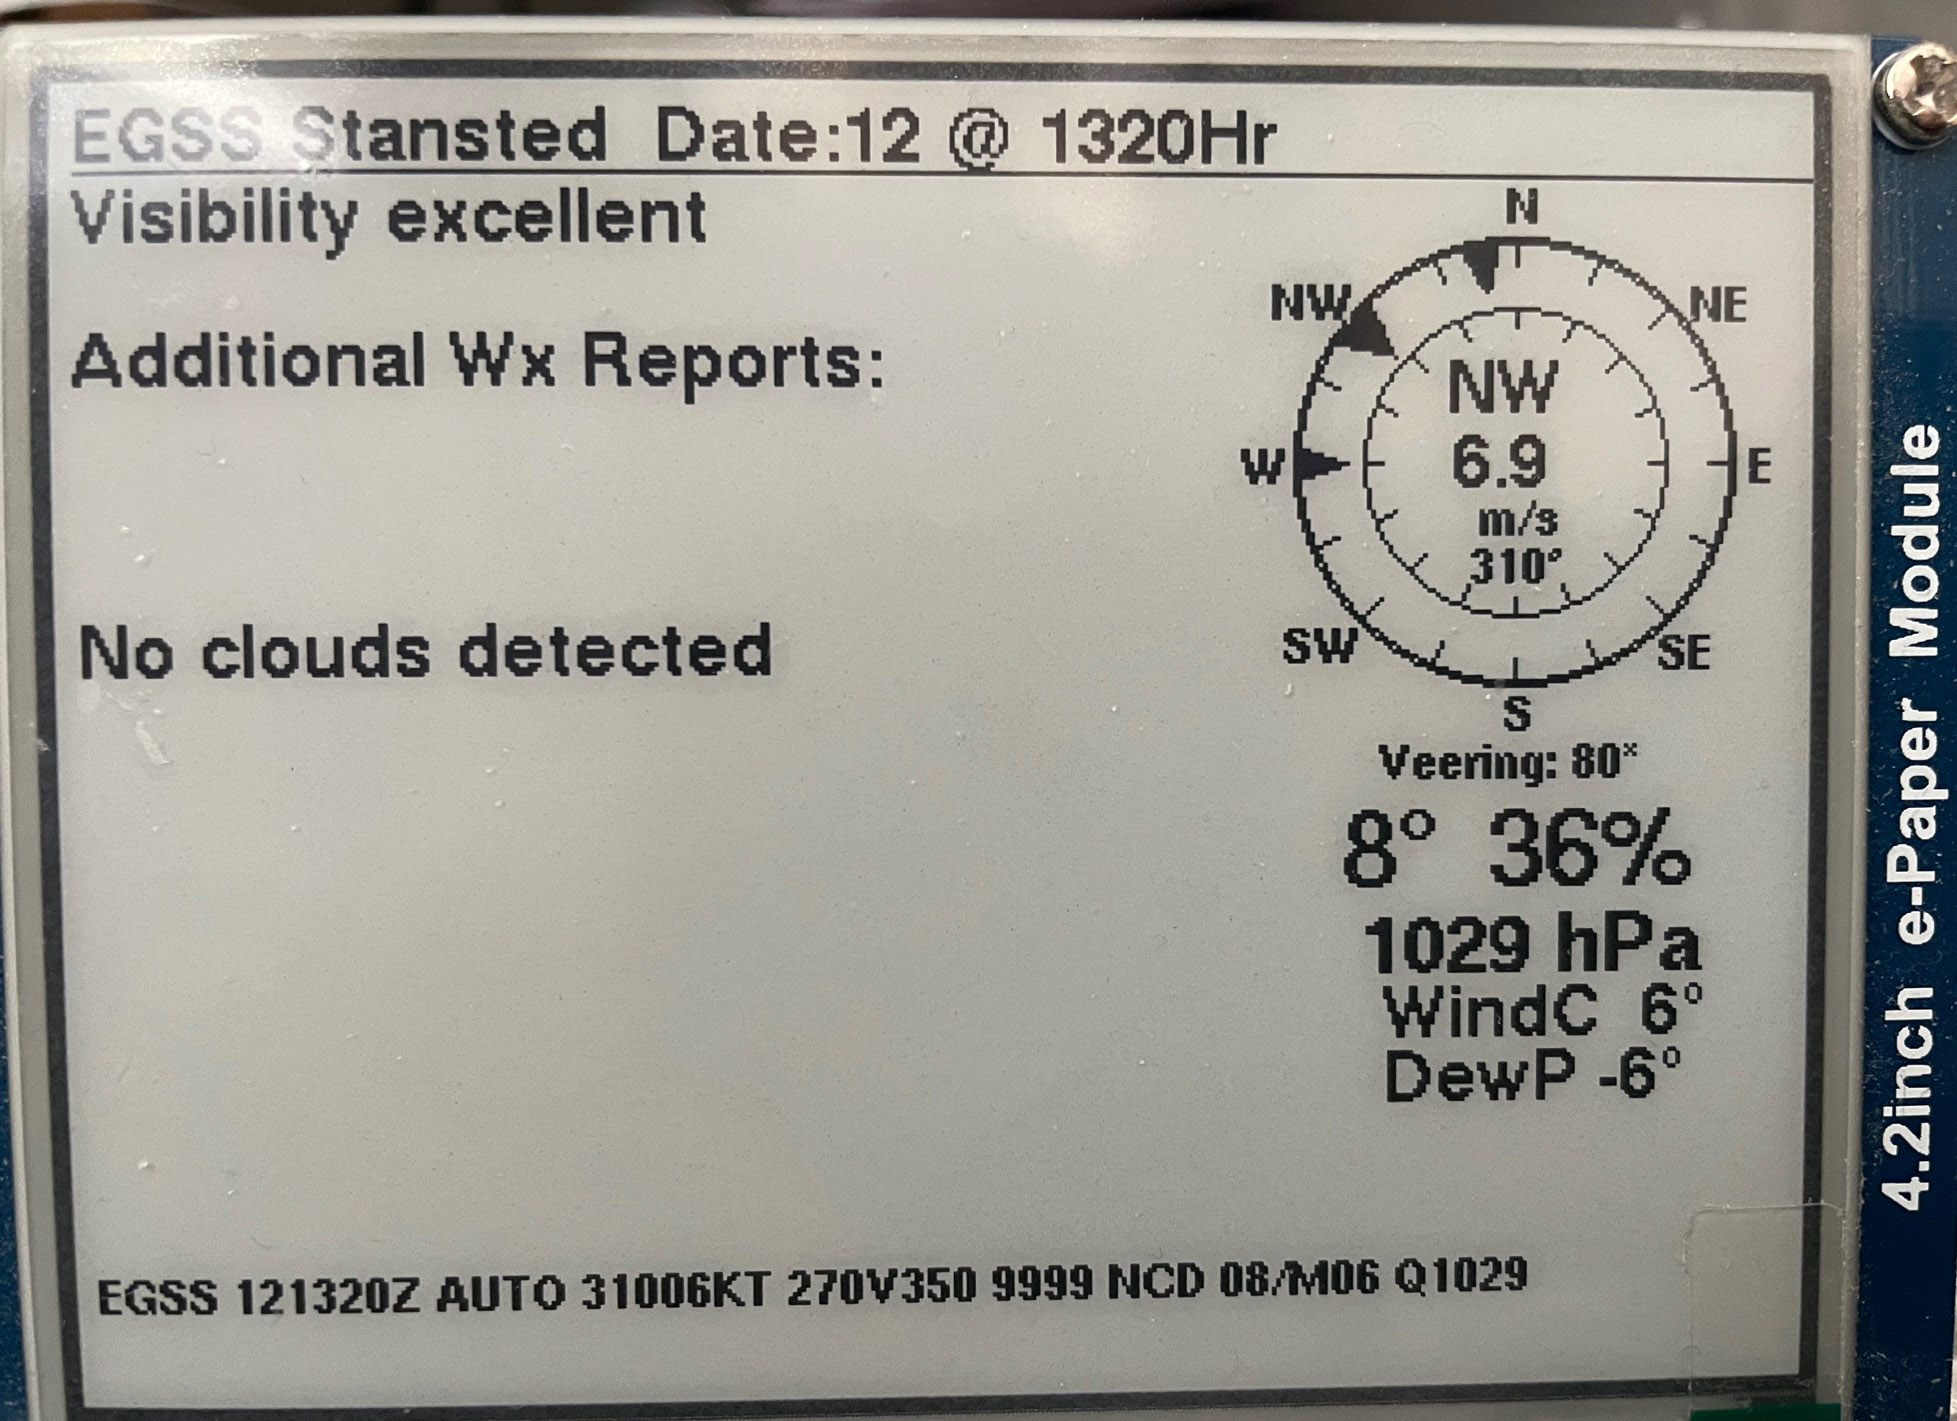 EGSS Stansted Date:12 @ 1320Hr
Visibility excellent
Additional Wx Reports:
No clouds detected
N
NW
NE
W
E
SW
SE
S
NW
6.9
m/s
310°
Veering: 80×
8° 36%
1029 hPa
WindC 6°
DewP -6°
EGSS 121320Z AUTO 31006KT 270V350 9999 NCD 08/M06 Q1029
4.2inch e-Paper Module